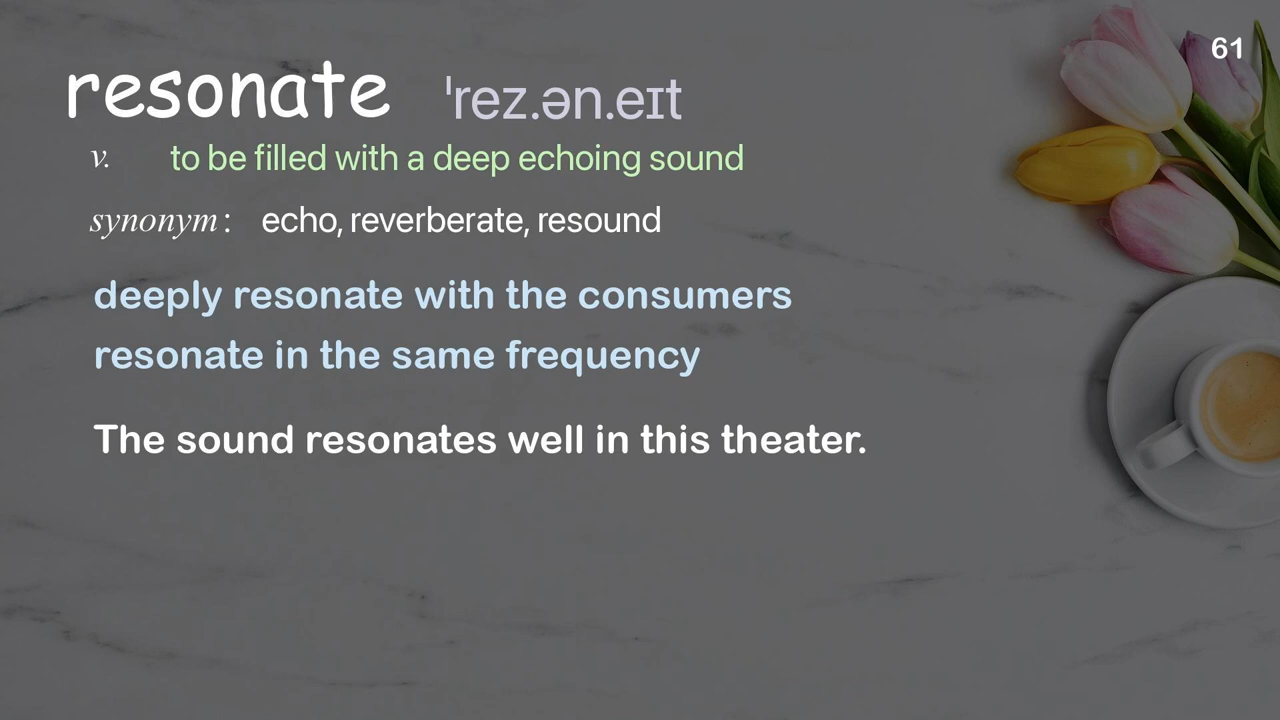 61
resonate ˈrez.ən.eɪt
v. to be filled with a deep echoing sound
synonym : echo, reverberate, resound
deeply resonate with the consumers
resonate in the same frequency
The sound resonates well in this theater.